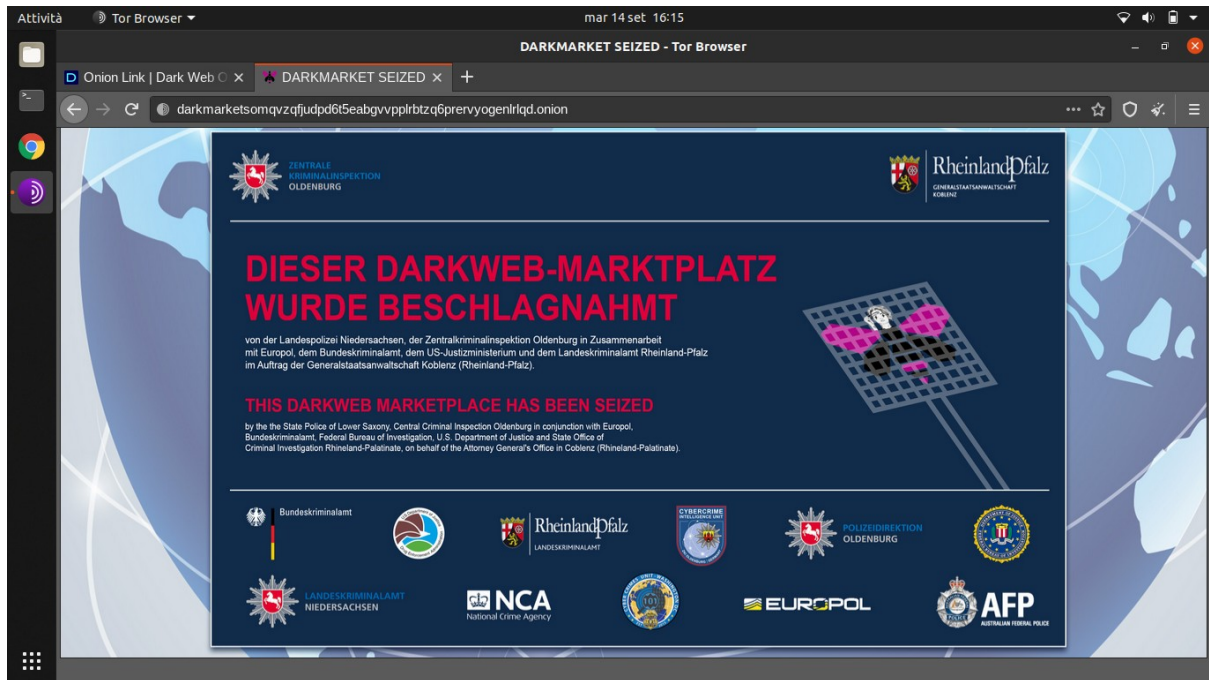 Attività
Tor Browser
mar 14 set 16:15
DARKMARKET SEIZED - Tor Browser
Onion Link | Dark Web O
DARKMARKET SEIZED
darkmarketsomqvzqfjudpd6t5eabgvvpplrbtzq6prervyogenlrlqd.onion
ZENTRALE
KRIMINALINSPEKTION
OLDENBURG
RheinlandPfalz
GENERALSTAATSANWALTSCHAFT
KOBLENZ
DIESER DARKWEB-MARKTPLATZ
WURDE BESCHLAGNAHMT
von der Landespolizei Niedersachsen, der Zentralkriminalinspektion Oldenburg in Zusammenarbeit
mit Europol, dem Bundeskriminalamt, dem US-Justizministerium und dem Landeskriminalamt Rheinland-Pfalz
im Auftrag der Generalstaatsanwaltschaft Koblenz (Rheinland-Pfalz).
THIS DARKWEB MARKETPLACE HAS BEEN SEIZED
by the the State Police of Lower Saxony, Central Criminal Inspection Oldenburg in conjunction with Europol,
Bundeskriminalamt, Federal Bureau of Investigation, U.S. Department of Justice and State Office of
Criminal Investigation Rhineland-Palatinate, on behalf of the Attorney General's Office in Coblenz (Rhineland-Palatinate).
Bundeskriminalamt
RheinlandPfalz
LANDESKRIMINALAMT
CYBERCRIME
INTELLIGENCE UNIT
POLIZEIDIREKTION
OLDENBURG
LANDESKRIMINALAMT
NIEDERSACHSEN
NCA
National Crime Agency
101
EUROPOL
AFP
AUSTRALIAN FEDERAL POLICE